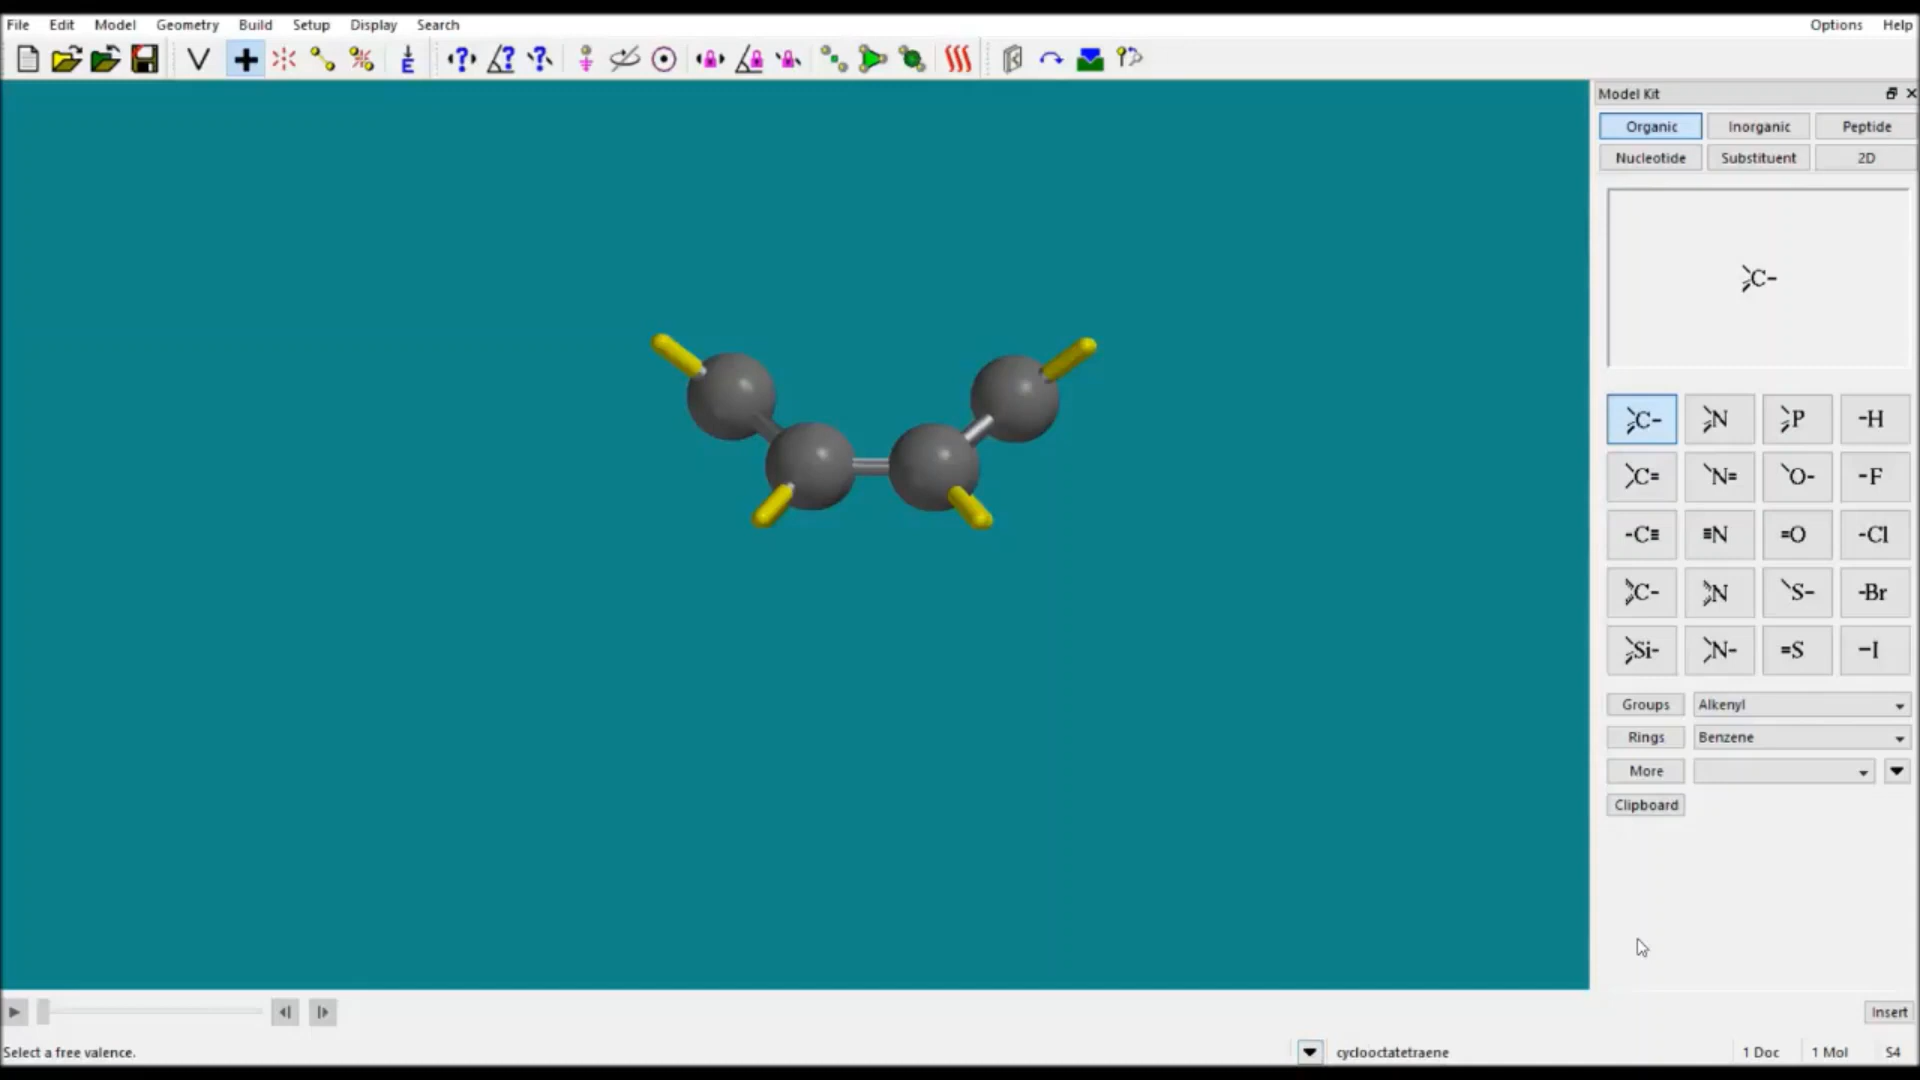 File Edit Model Geometry Build Setup Display Search Options Help
Model Kit
Organic Inorganic Peptide
Nucleotide Substituent 2D
C-
C- N P -H
C= N= O- -F
-C≡ ≡N =O -Cl
C- N S- -Br
Si- N- =S -I
Groups Alkenyl
Rings Benzene
More
Clipboard
Insert
Select a free valence. cyclooctatetraene 1 Doc 1 Mol S4